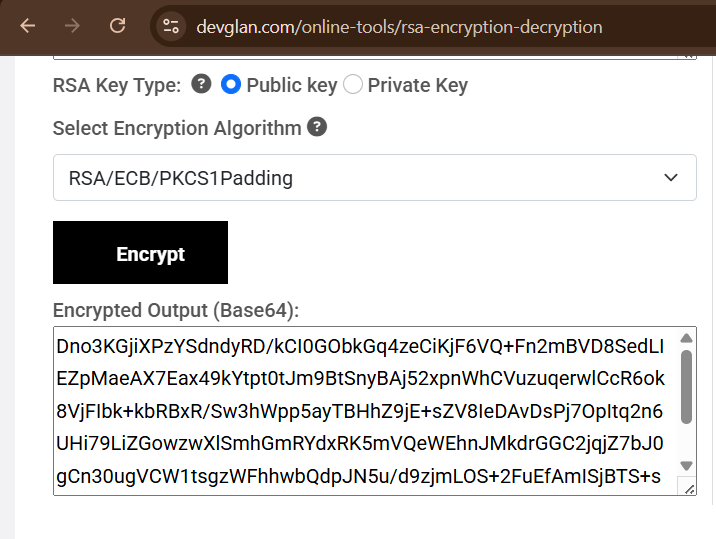 devglan.com/online-tools/rsa-encryption-decryption
RSA Key Type: ? Public key Private Key
Select Encryption Algorithm ?
RSA/ECB/PKCS1Padding
Encrypt
Encrypted Output (Base64):
Dno3KGjiXPzYSdndyRD/kCI0GObkGq4zeCiKjF6VQ+Fn2mBVD8SedLI
EZpMaeAX7Eax49kYtpt0tJm9BtSnyBAj52xpnWhCVuzuqerwlCcR6ok
8VjFIbk+kbRBxR/Sw3hWpp5ayTBHhZ9jE+sZV8IeDAvDsPj7OpItq2n6
UHi79LiZGowzwXlSmhGmRYdxRK5mVQeWEhnJMkdrGGC2jqjZ7bJ0
gCn30ugVCW1tsgzWFhhwbQdpJN5u/d9zjmLOS+2FuEfAmISjBTS+s